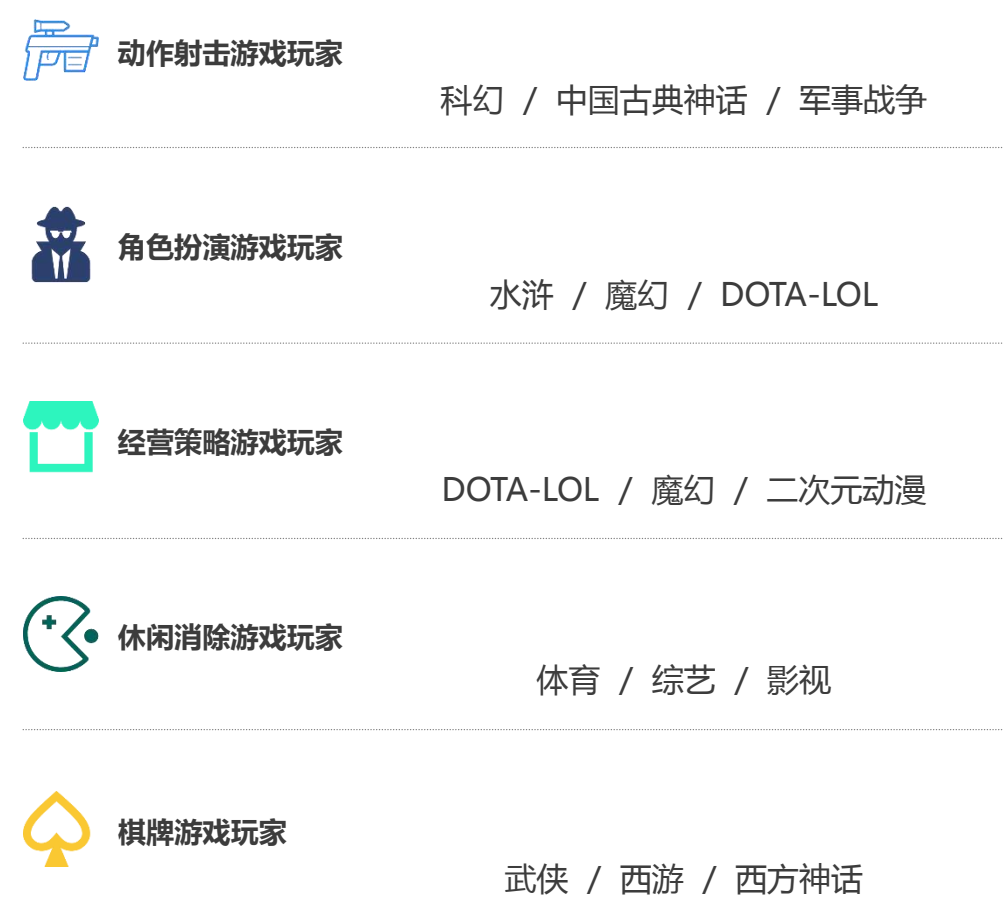 动作射击游戏玩家
科幻 / 中国古典神话 / 军事战争
角色扮演游戏玩家
水浒 / 魔幻 / DOTA-LOL
经营策略游戏玩家
DOTA-LOL / 魔幻 / 二次元动漫
休闲消除游戏玩家
体育 / 综艺 / 影视
棋牌游戏玩家
武侠 / 西游 / 西方神话